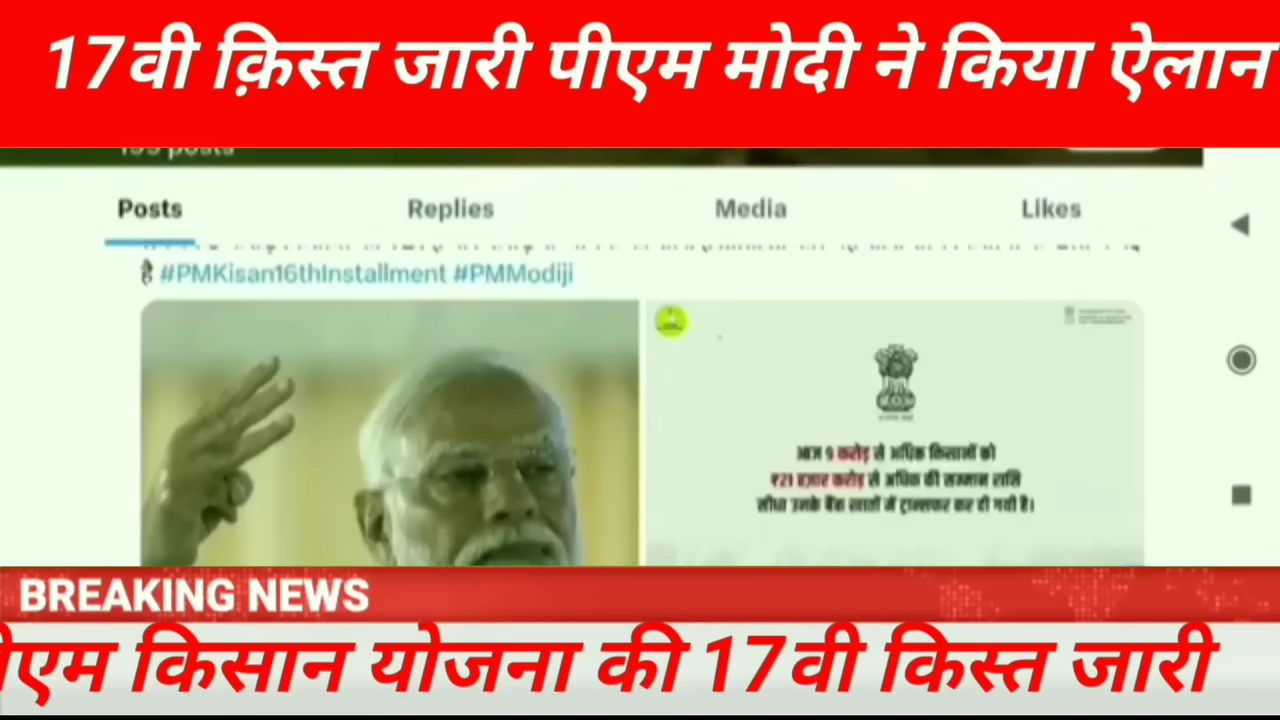 17वी क़िस्त जारी पीएम मोदी ने किया ऐलान
posts
Posts Replies Media Likes
है #PMKisan16thInstallment #PMModiji
आज 9 करोड़ से अधिक किसानों को
₹21 हज़ार करोड़ से अधिक की सम्मान राशि
सीधा उनके बैंक खातों में ट्रान्सफर कर दी गयी है।
BREAKING NEWS
पीएम किसान योजना की 17वी किस्त जारी